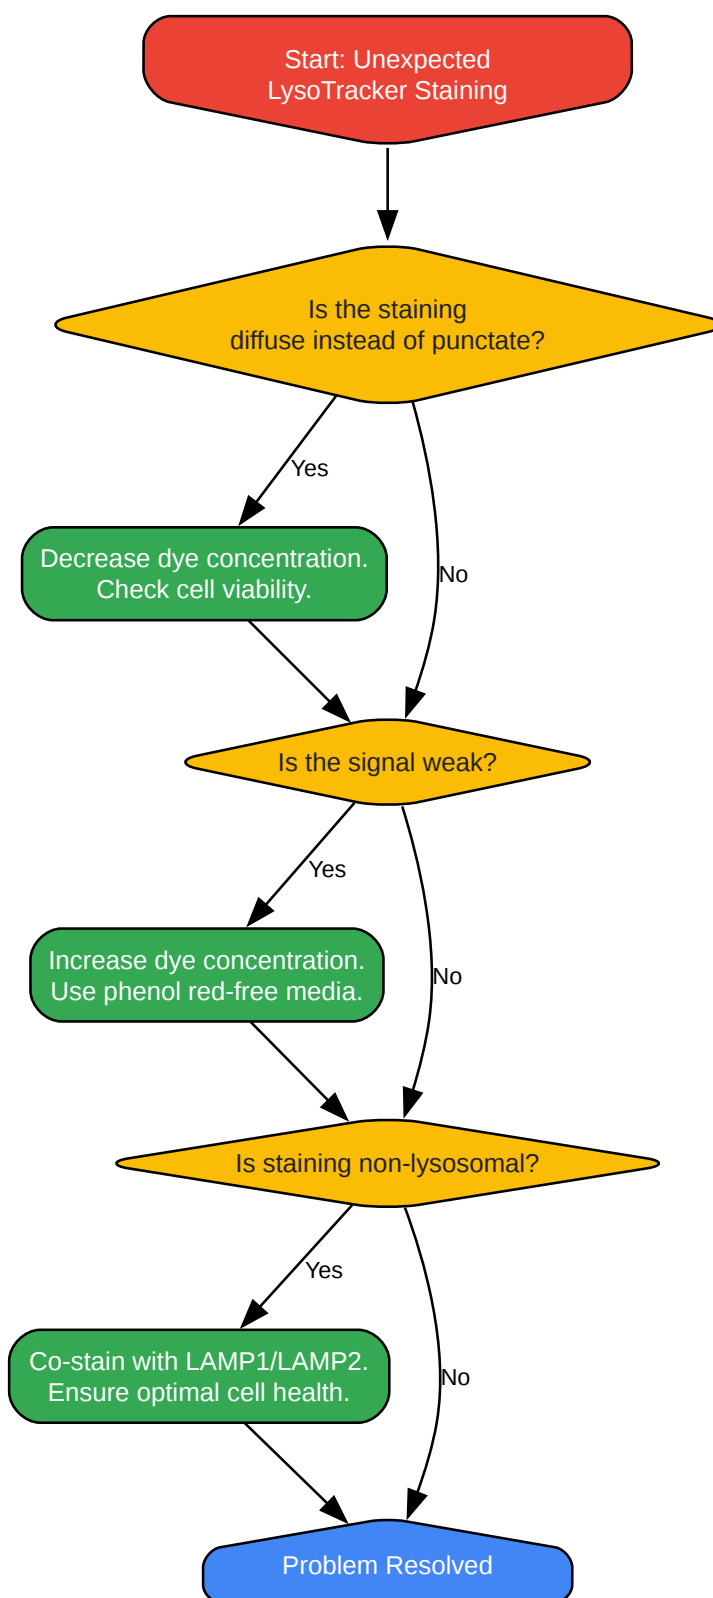 Start: Unexpected
LysoTracker Staining
Is the staining
diffuse instead of punctate?
Yes
Decrease dye concentration.
Check cell viability.
No
Is the signal weak?
Yes
Increase dye concentration.
Use phenol red-free media.
No
Is staining non-lysosomal?
Yes
Co-stain with LAMP1/LAMP2.
Ensure optimal cell health.
No
Problem Resolved